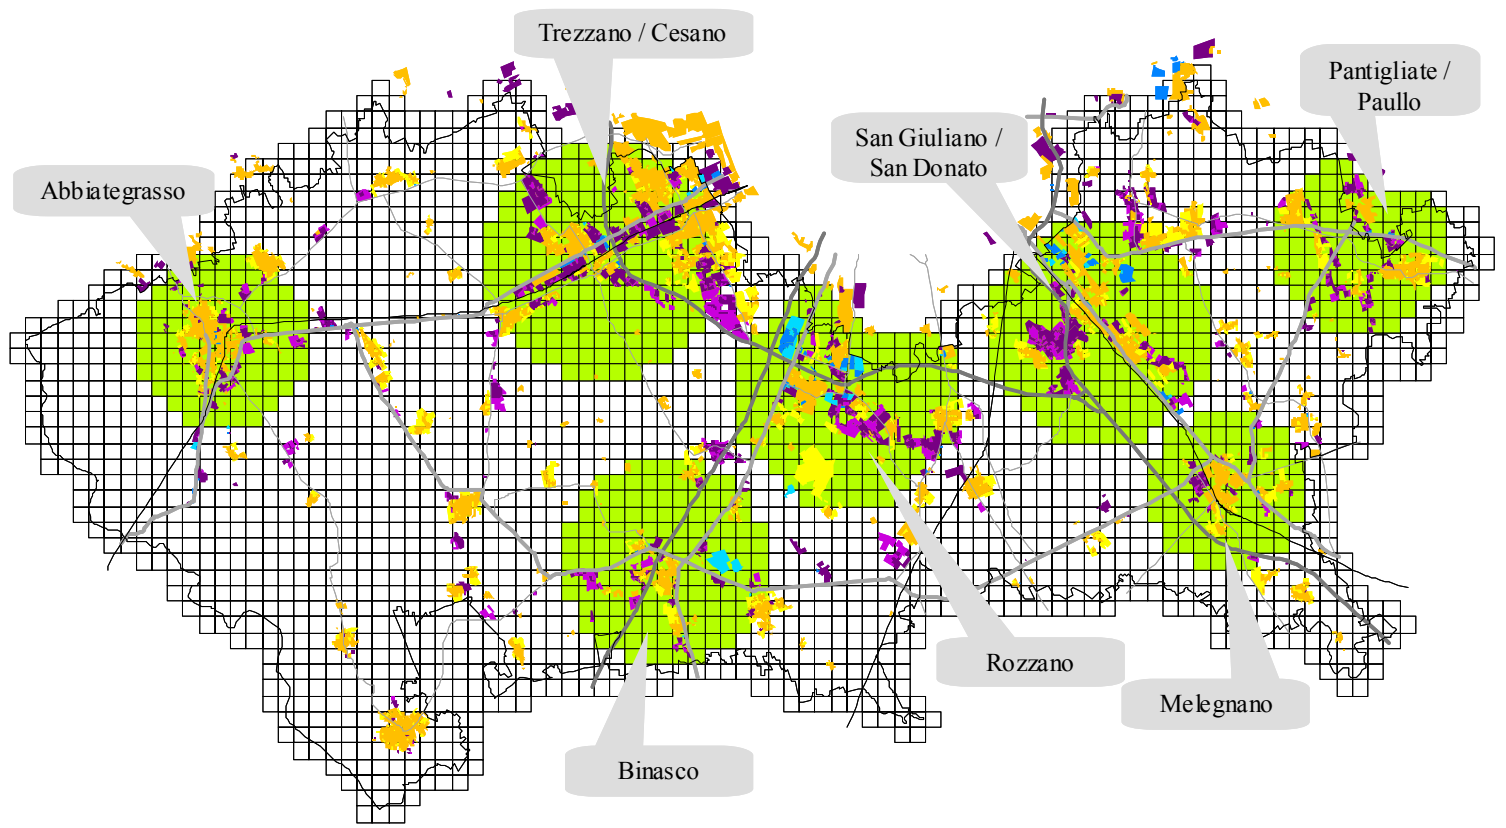 Trezzano / Cesano
Pantigliate /
Paullo
San Giuliano /
San Donato
Abbiategrasso
Rozzano
Melegnano
Binasco